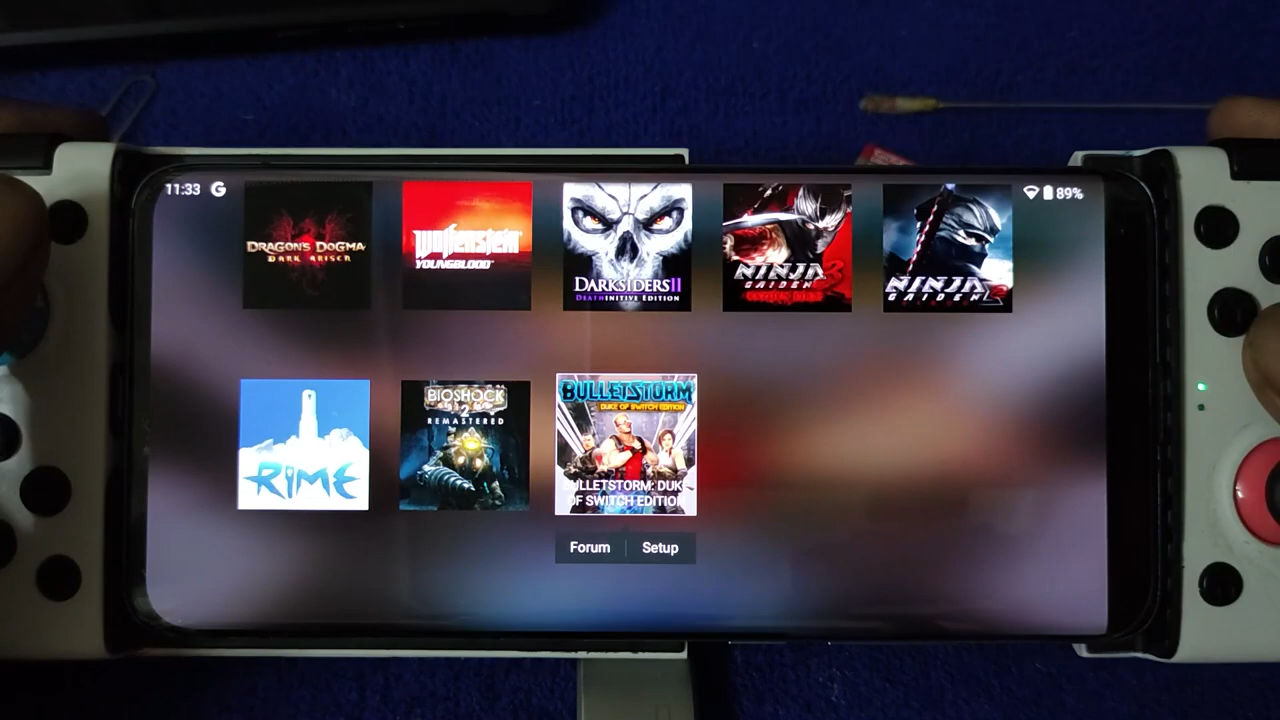 11:33 G
89%
DRAGON'S DOGMA
DARK ARISEN
Wolfenstein
YOUNGBLOOD
DARKSIDERS II
DEATHINITIVE EDITION
NINJA
GAIDEN 3
NINJA
GAIDEN 2
RiME
BIOSHOCK
2
REMASTERED
BULLETSTORM
DUKE OF SWITCH EDITION
BULLETSTORM: DUKE
OF SWITCH EDITION
Forum
Setup